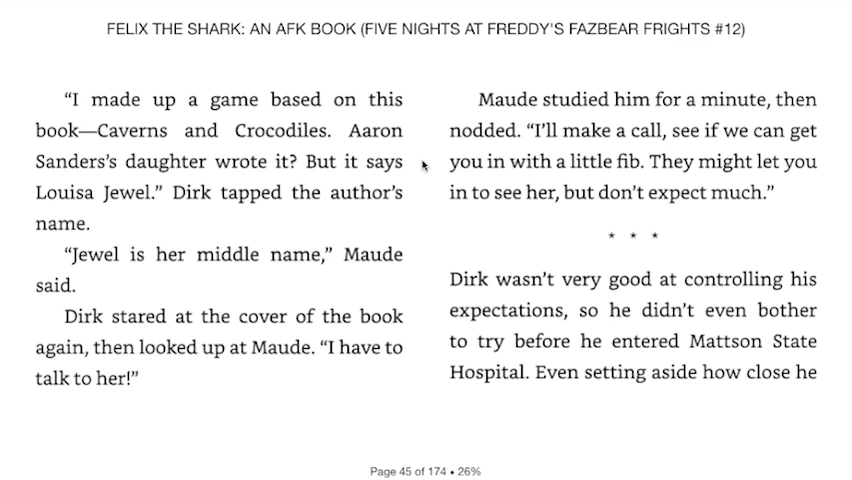 FELIX THE SHARK: AN AFK BOOK (FIVE NIGHTS AT FREDDY'S FAZBEAR FRIGHTS #12)
“I made up a game based on this
book—Caverns and Crocodiles. Aaron
Sanders’s daughter wrote it? But it says
Louisa Jewel.” Dirk tapped the author’s
name.
“Jewel is her middle name,” Maude
said.
Dirk stared at the cover of the book
again, then looked up at Maude. “I have to
talk to her!”
Maude studied him for a minute, then
nodded. “I’ll make a call, see if we can get
you in with a little fib. They might let you
in to see her, but don’t expect much.”
* * *
Dirk wasn’t very good at controlling his
expectations, so he didn’t even bother
to try before he entered Mattson State
Hospital. Even setting aside how close he
Page 45 of 174 • 26%